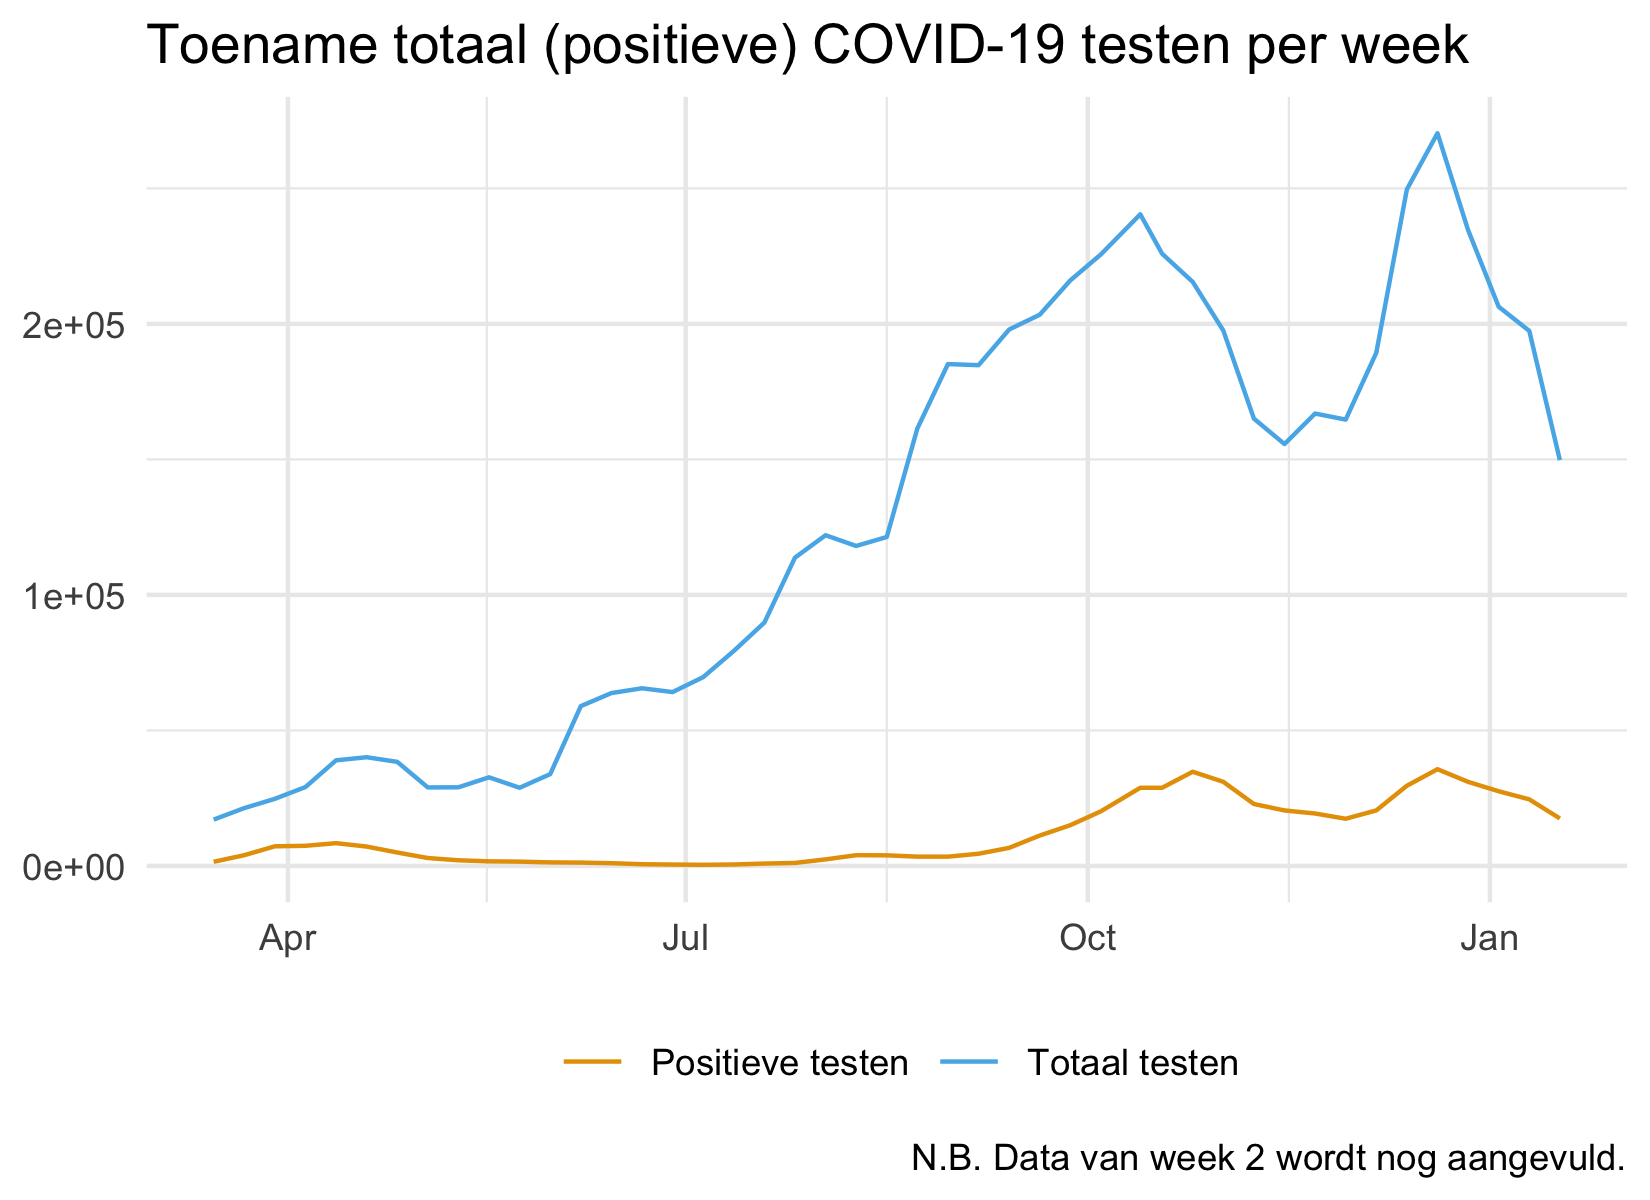 Toename totaal (positieve) COVID-19 testen per week
2e+05
1e+05
0e+00
Apr Jul Oct Jan
Positieve testen Totaal testen
N.B. Data van week 2 wordt nog aangevuld.